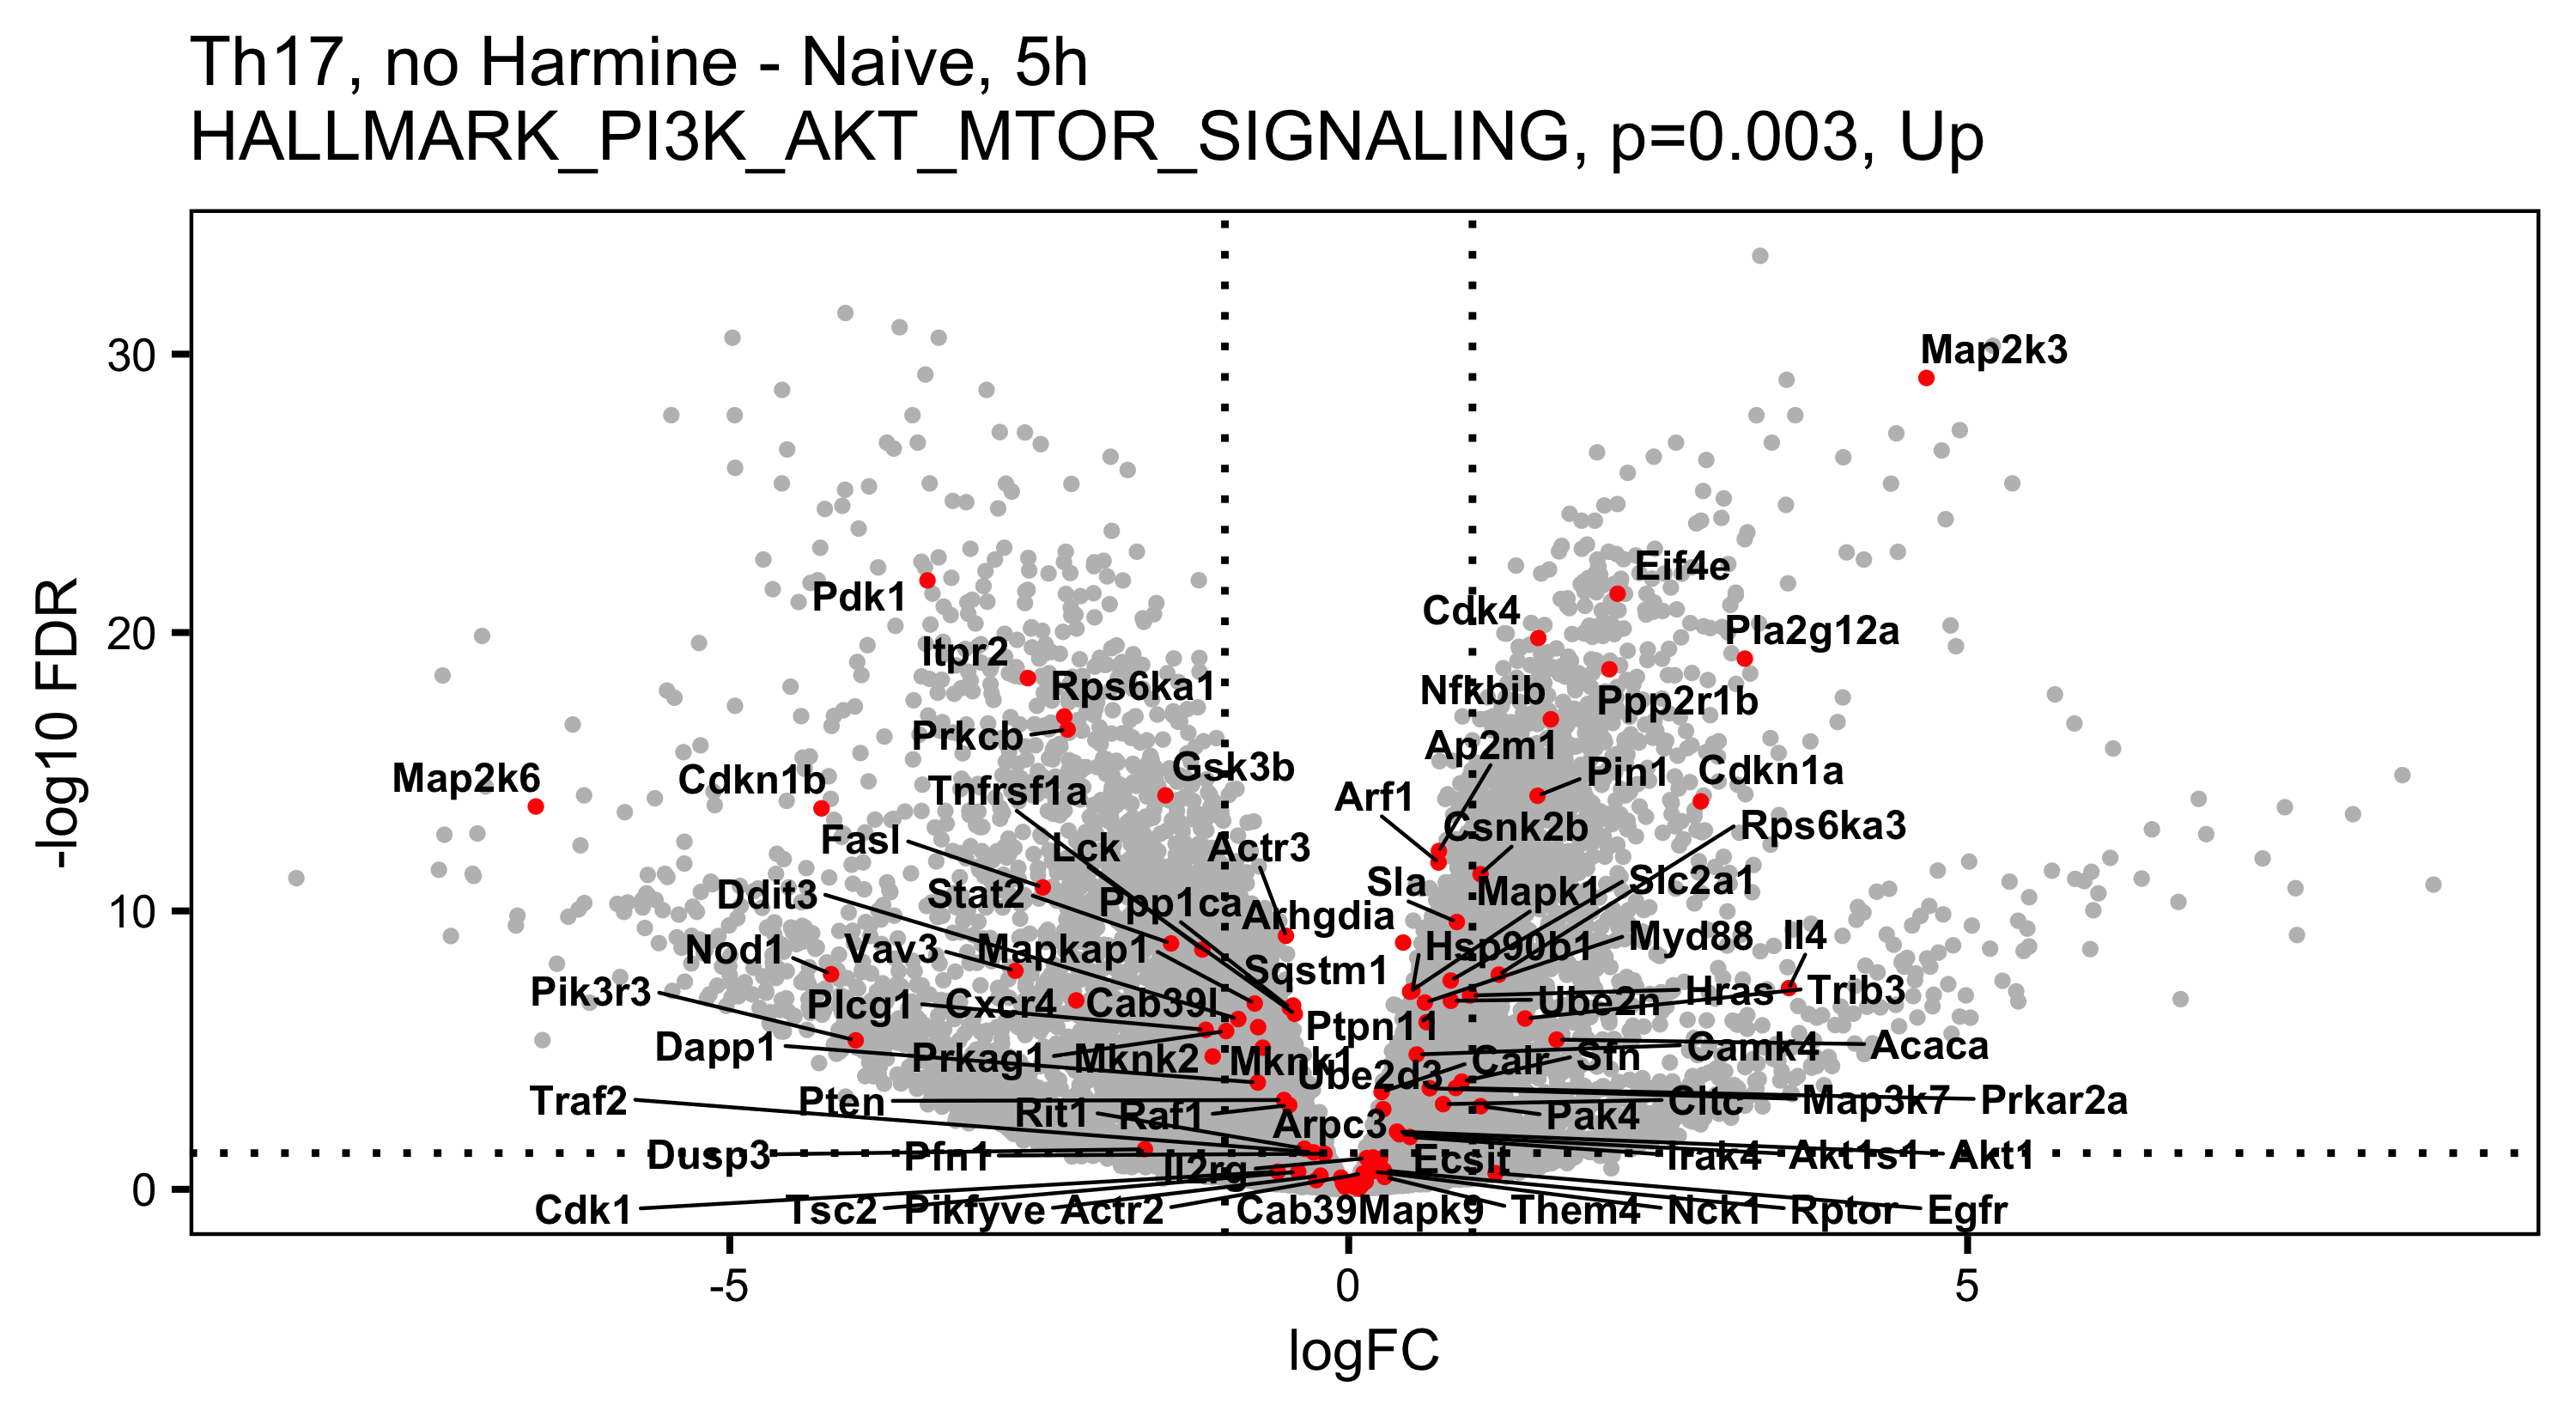 Th17, no Harmine - Naive, 5h
HALLMARK_PI3K_AKT_MTOR_SIGNALING, p=0.003, Up
-log10 FDR
30
20
10
0
Map2k3
Eif4e
Pdk1
Cdk4
Pla2g12a
Itpr2
Rps6ka1
Nfkbib
Ppp2r1b
Prkcb
Ap2m1
Map2k6
Cdkn1b
Gsk3b
Pin1
Cdkn1a
Tnfrsf1a
Arf1
Fasl
Lck
Actr3
Csnk2b
Rps6ka3
Ddit3
Stat2
Ppp1ca
Arhgdia
Sla
Mapk1
Slc2a1
Nod1
Vav3
Mapkap1
Hsp90b1
Myd88
Il4
Pik3r3
Plcg1
Cxcr4
Cab39l
Sqstm1
Ube2n
Hras
Trib3
Dapp1
Prkag1
Mknk2
Mknk1
Ptpn11
Calr
Sfn
Camk4
Acaca
Traf2
Pten
Rit1
Raf1
Ube2d3
Arpc3
Pak4
Cltc
Map3k7
Prkar2a
Dusp3
Pfn1
Il2rg
Ecsit
Irak4
Akt1s1
Akt1
Cdk1
Tsc2
Pikfyve
Actr2
Cab39
Mapk9
Them4
Nck1
Rptor
Egfr
-5
0
5
logFC